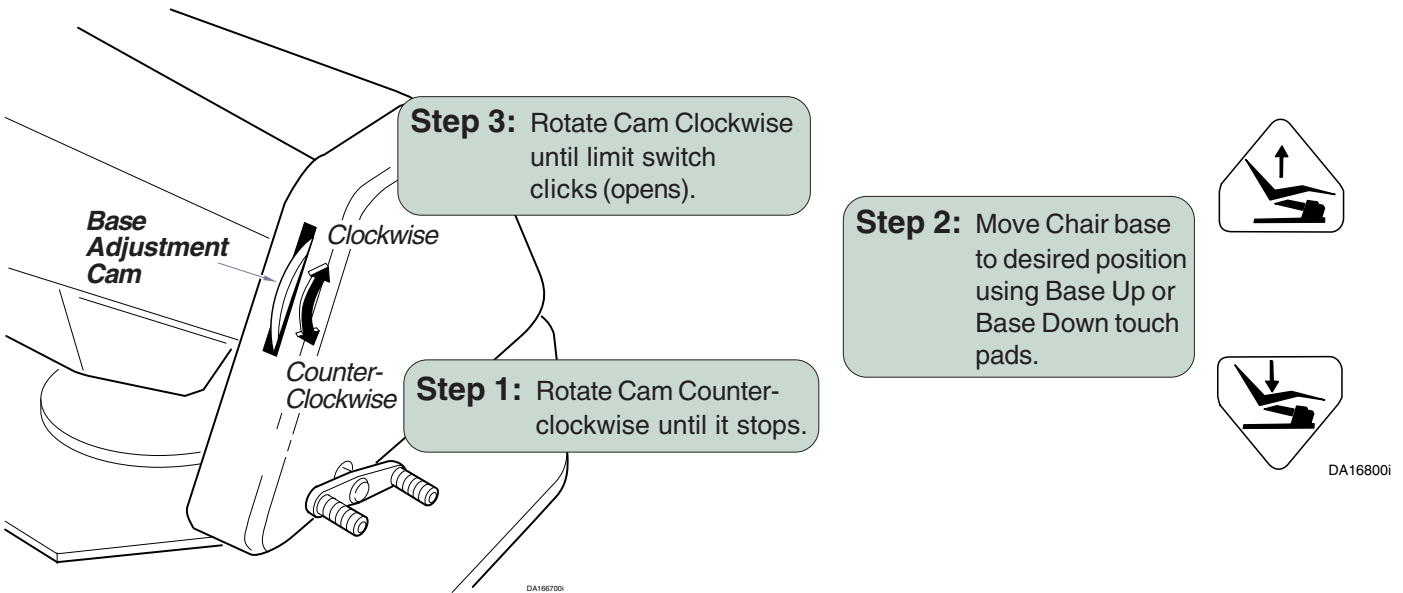 Step 3: Rotate Cam Clockwise
until limit switch
clicks (opens).
Base
Adjustment
Cam
Clockwise
Counter-
Clockwise
Step 1: Rotate Cam Counter-
clockwise until it stops.
DA166700i
Step 2: Move Chair base
to desired position
using Base Up or
Base Down touch
pads.
DA16800i